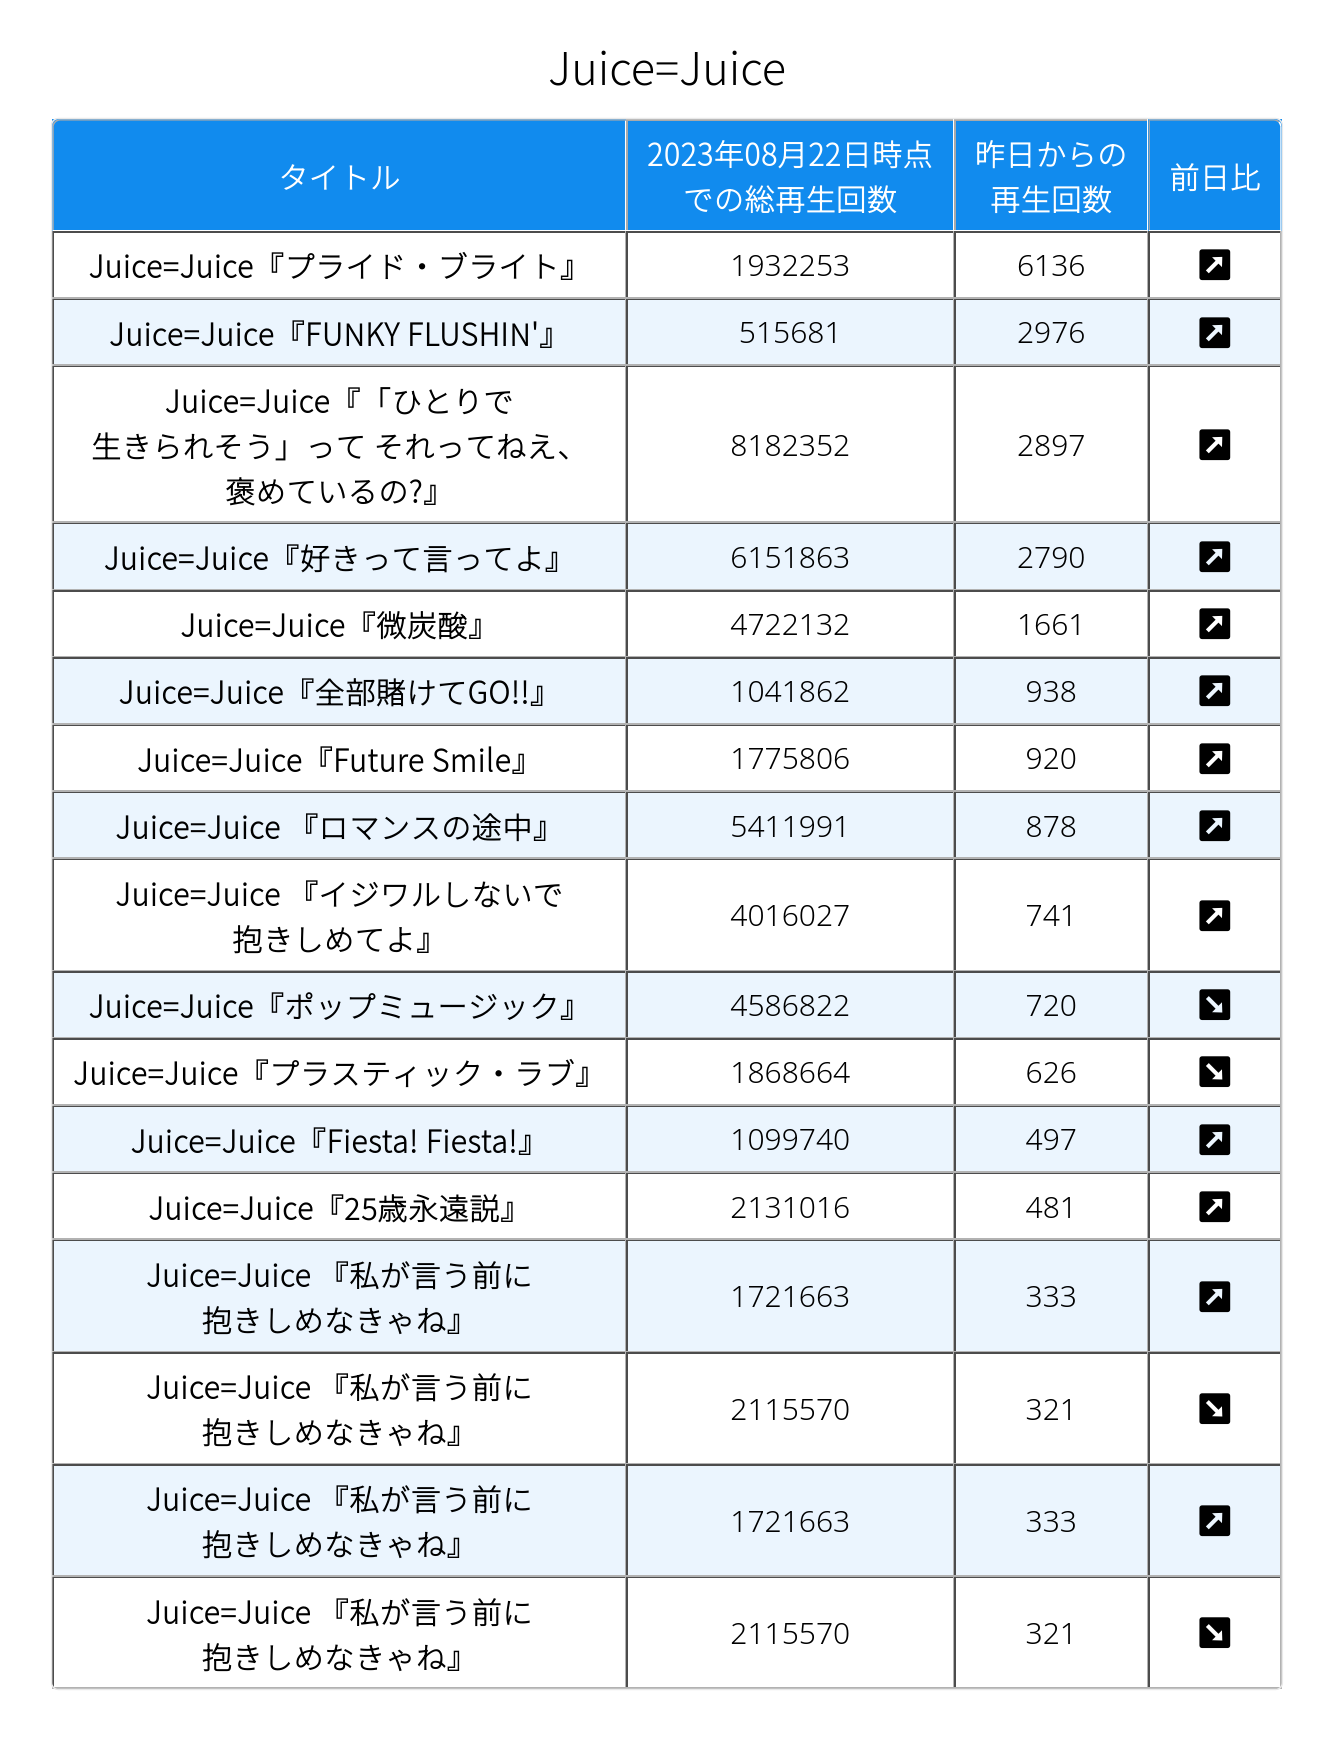 Juice=Juice
タイトル
2023年08月22日時点
での総再生回数
昨日からの
再生回数
前日比
Juice=Juice『プライド・ブライト』 1932253 6136 ↗
Juice=Juice『FUNKY FLUSHIN'』 515681 2976 ↗
Juice=Juice『「ひとりで
生きられそう」って それってねえ、
褒めているの?』 8182352 2897 ↗
Juice=Juice『好きって言ってよ』 6151863 2790 ↗
Juice=Juice『微炭酸』 4722132 1661 ↗
Juice=Juice『全部賭けてGO!!』 1041862 938 ↗
Juice=Juice『Future Smile』 1775806 920 ↗
Juice=Juice 『ロマンスの途中』 5411991 878 ↗
Juice=Juice 『イジワルしないで
抱きしめてよ』 4016027 741 ↗
Juice=Juice『ポップミュージック』 4586822 720 ↘
Juice=Juice『プラスティック・ラブ』 1868664 626 ↘
Juice=Juice『Fiesta! Fiesta!』 1099740 497 ↗
Juice=Juice『25歳永遠説』 2131016 481 ↗
Juice=Juice 『私が言う前に
抱きしめなきゃね』 1721663 333 ↗
Juice=Juice 『私が言う前に
抱きしめなきゃね』 2115570 321 ↘
Juice=Juice 『私が言う前に
抱きしめなきゃね』 1721663 333 ↗
Juice=Juice 『私が言う前に
抱きしめなきゃね』 2115570 321 ↘